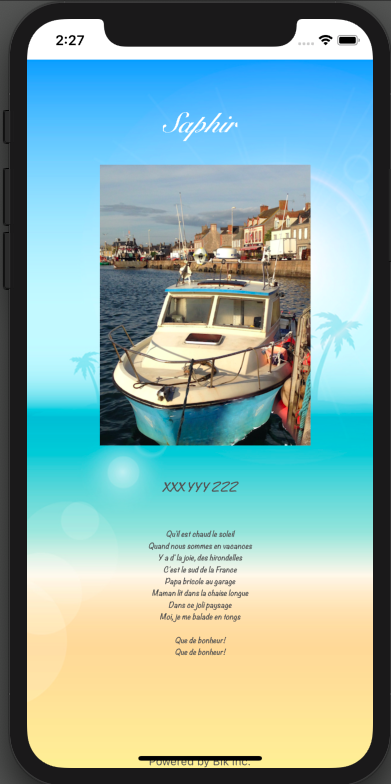 2:27
Saphir
XXX YYY ZZZ
Qu'il est chaud le soleil
Quand nous sommes en vacances
Y a d' la joie, des hirondelles
C'est le sud de la France
Papa bricole au garage
Maman lit dans la chaise longue
Dans ce joli paysage
Moi, je me balade en tongs
Que de bonheur!
Que de bonheur!
Powered by Bik Inc.